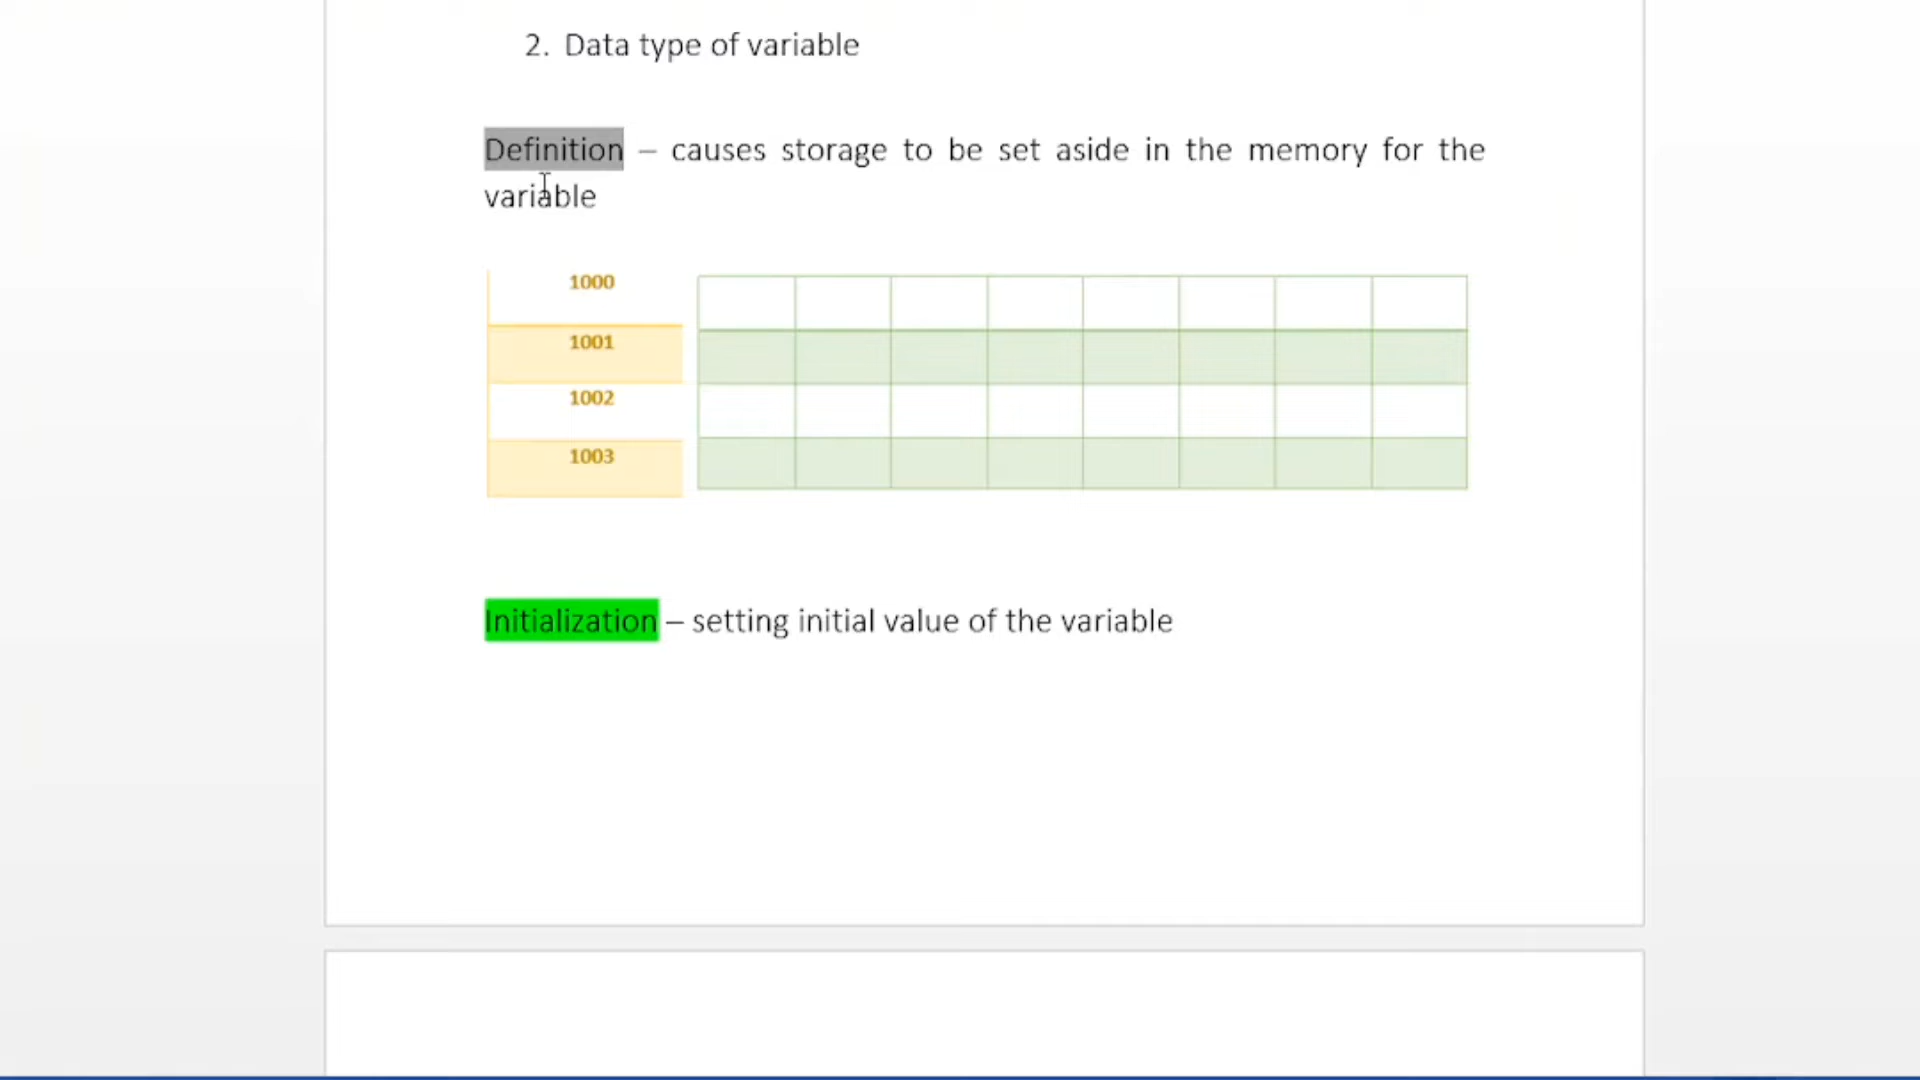 2. Data type of variable
Definition – causes storage to be set aside in the memory for the
variable
1000
1001
1002
1003
Initialization – setting initial value of the variable